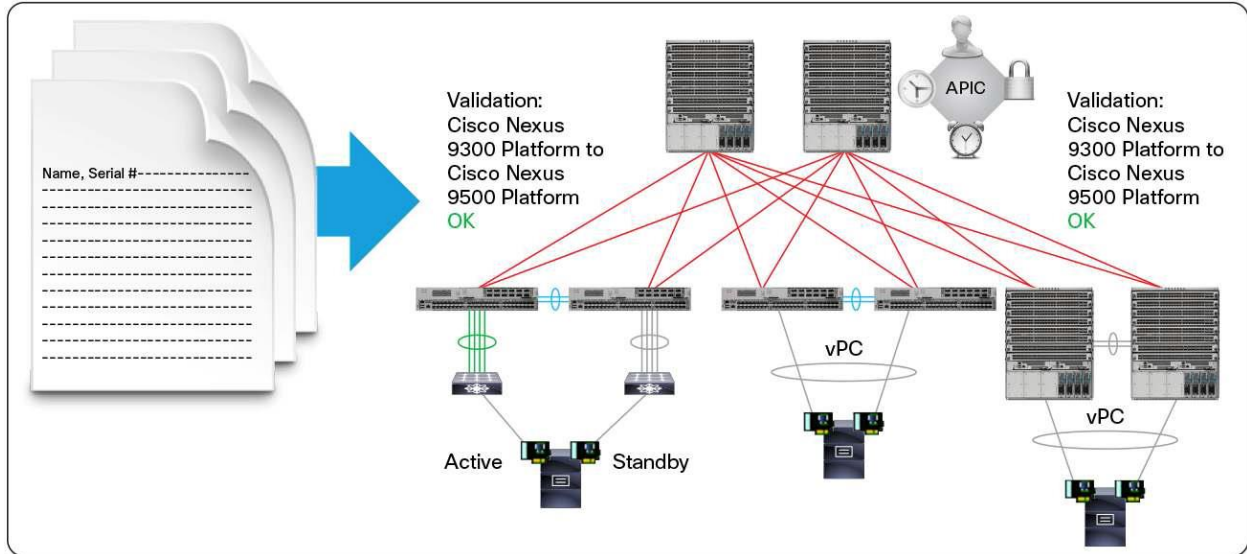 Name, Serial #
Validation:
Cisco Nexus
9300 Platform to
Cisco Nexus
9500 Platform
OK
APIC
Validation:
Cisco Nexus
9300 Platform to
Cisco Nexus
9500 Platform
OK
vPC
vPC
Active
Standby